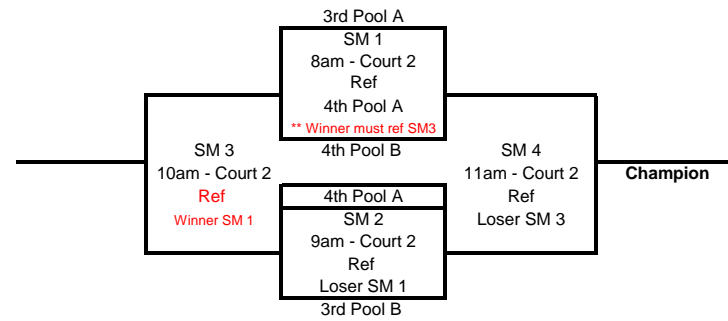 3rd Pool A
SM 1
8am - Court 2
Ref
4th Pool A
** Winner must ref SM3
4th Pool B
SM 3
10am - Court 2
Ref
Winner SM 1
SM 4
11am - Court 2
Ref
Loser SM 3
Champion
4th Pool A
SM 2
9am - Court 2
Ref
Loser SM 1
3rd Pool B